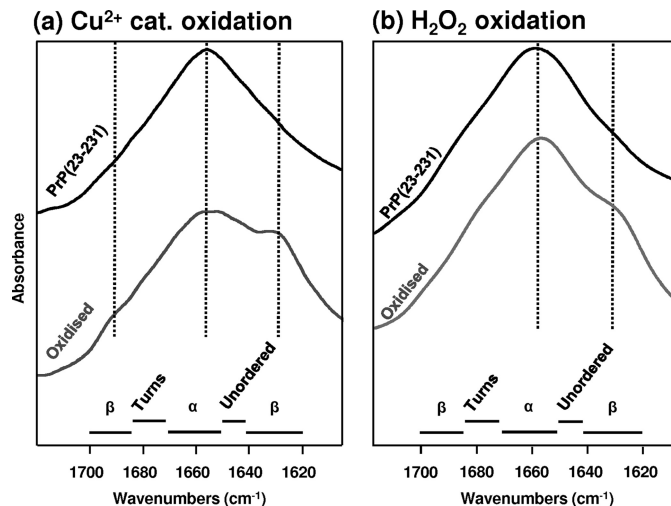 (a) Cu²⁺ cat. oxidation
PrP(23-231)
Oxidised
Absorbance
β Turns α Unordered β
1700 1680 1660 1640 1620
Wavenumbers (cm⁻¹)
(b) H₂O₂ oxidation
PrP(23-231)
Oxidised
β Turns α Unordered β
1700 1680 1660 1640 1620
Wavenumbers (cm⁻¹)